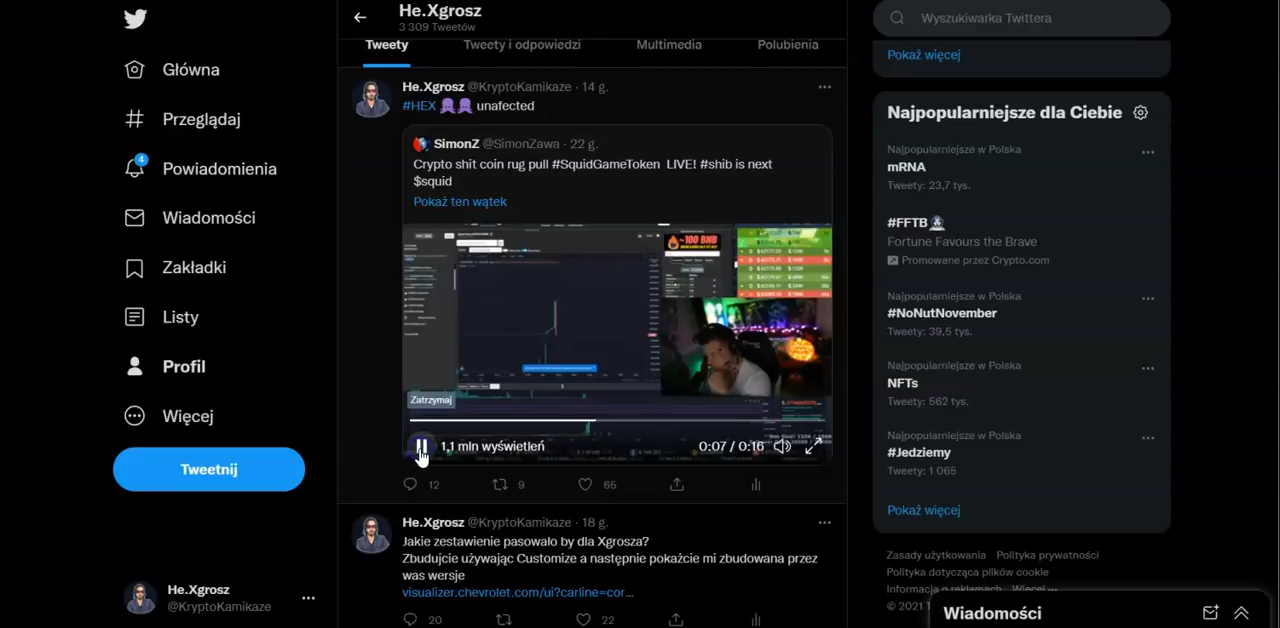 Główna
Przeglądaj
4
Powiadomienia
Wiadomości
Zakładki
Listy
Profil
Więcej
Tweetnij
He.Xgrosz
@KryptoKamikaze
He.Xgrosz
3 309 Tweetów
Tweety
Tweety i odpowiedzi
Multimedia
Polubienia
He.Xgrosz @KryptoKamikaze · 14 g.
#HEX unafected
SimonZ @SimonZawa · 22 g.
Crypto shit coin rug pull #SquidGameToken LIVE! #shib is next
$squid
Pokaż ten wątek
100 BNB
Zatrzymaj
1,1 mln wyświetleń
0:07 / 0:16
12
9
65
He.Xgrosz @KryptoKamikaze · 18 g.
Jakie zestawienie pasowało by dla Xgrosza?
Zbudujcie używając Customize a następnie pokażcie mi zbudowana przez
was wersje
visualizer.chevrolet.com/ui?carline=cor...
20
22
Wyszukiwarka Twittera
Pokaż więcej
Najpopularniejsze dla Ciebie
Najpopularniejsze w Polska
mRNA
Tweety: 23,7 tys.
#FFTB
Fortune Favours the Brave
Promowane przez Crypto.com
Najpopularniejsze w Polska
#NoNutNovember
Tweety: 39,5 tys.
Najpopularniejsze w Polska
NFTs
Tweety: 562 tys.
Najpopularniejsze w Polska
#Jedziemy
Tweety: 1 065
Pokaż więcej
Zasady użytkowania Polityka prywatności
Polityka dotycząca plików cookie
Informacja o reklamach Więcej ...
© 2021 T
Wiadomości